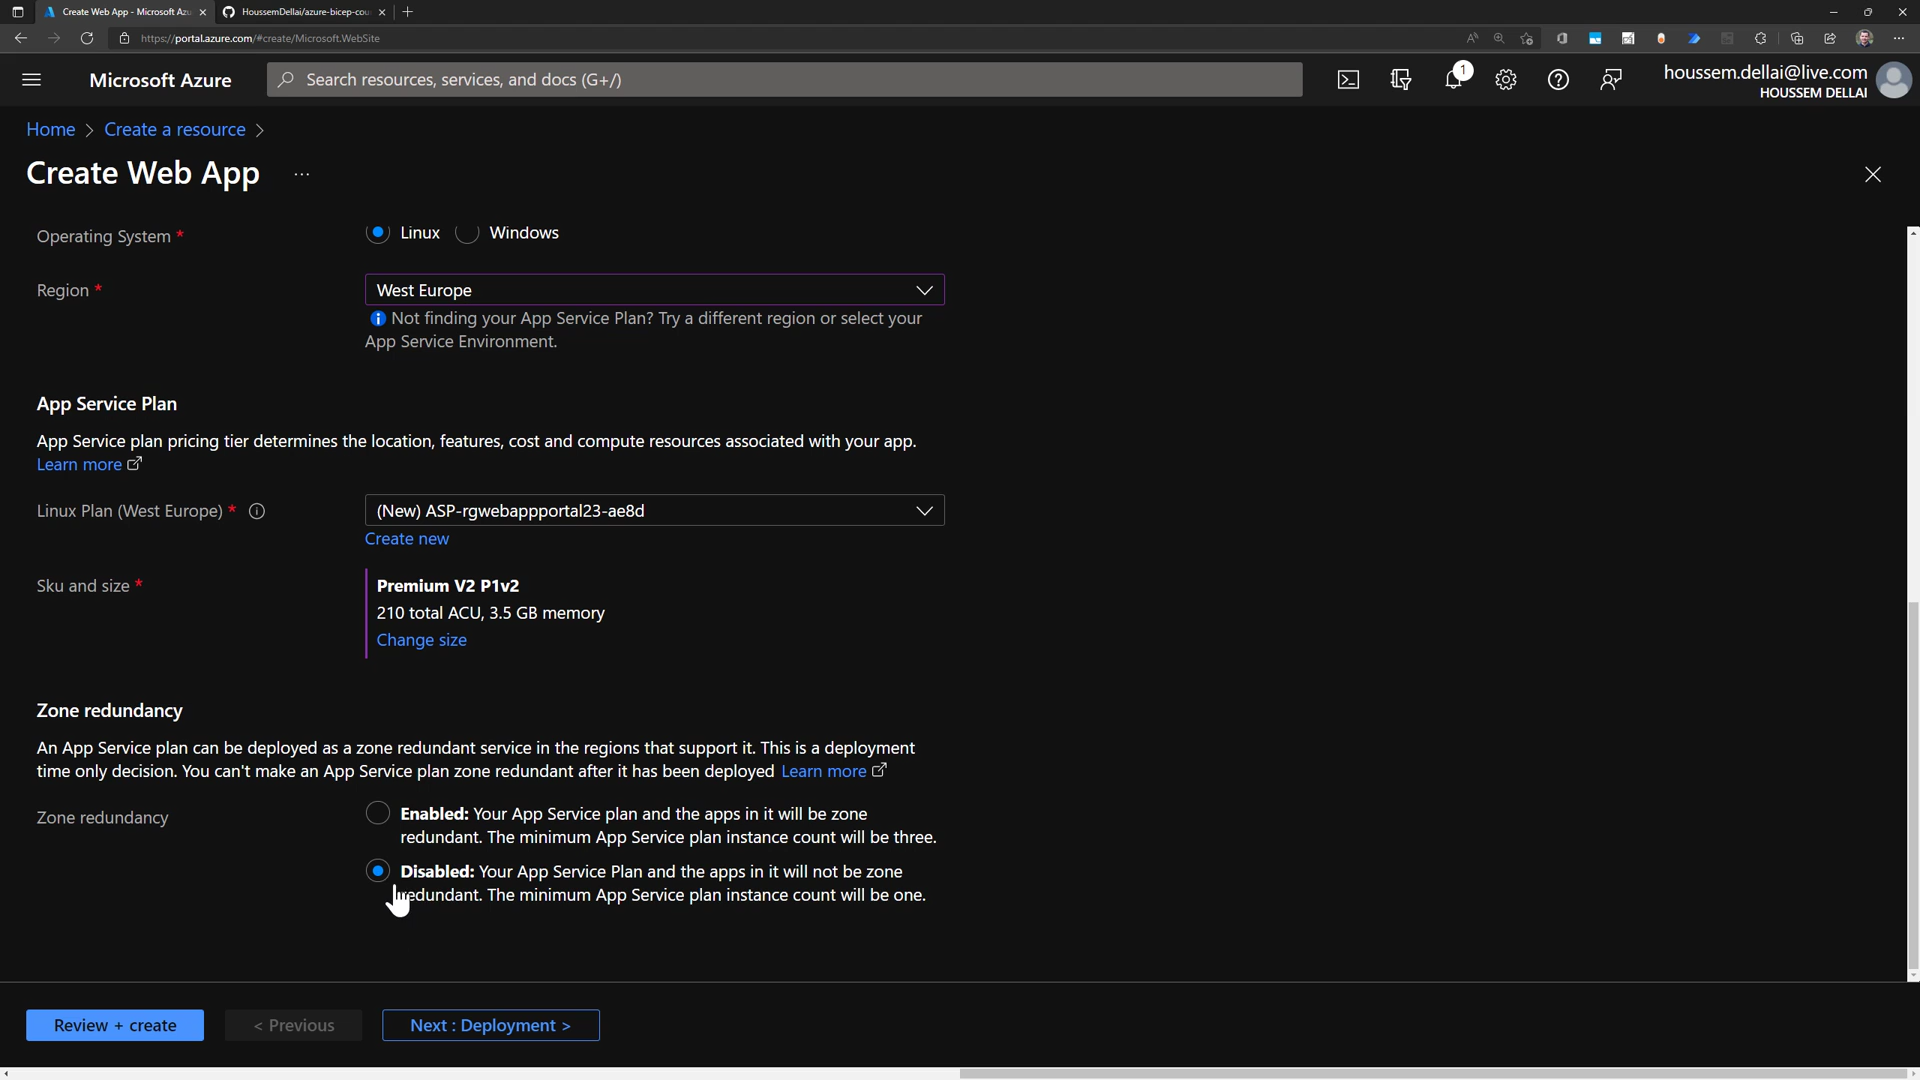 Create Web App - Microsoft Az
HoussemDellai/azure-bicep-cou
https://portal.azure.com/#create/Microsoft.WebSite
Microsoft Azure
Search resources, services, and docs (G+/)
1
houssem.dellai@live.com
HOUSSEM DELLAI
Home > Create a resource >
Create Web App ...
Operating System *
Linux
Windows
Region *
West Europe
Not finding your App Service Plan? Try a different region or select your
App Service Environment.
App Service Plan
App Service plan pricing tier determines the location, features, cost and compute resources associated with your app.
Learn more
Linux Plan (West Europe) *
(New) ASP-rgwebappportal23-ae8d
Create new
Sku and size *
Premium V2 P1v2
210 total ACU, 3.5 GB memory
Change size
Zone redundancy
An App Service plan can be deployed as a zone redundant service in the regions that support it. This is a deployment
time only decision. You can't make an App Service plan zone redundant after it has been deployed Learn more
Zone redundancy
Enabled: Your App Service plan and the apps in it will be zone
redundant. The minimum App Service plan instance count will be three.
Disabled: Your App Service Plan and the apps in it will not be zone
redundant. The minimum App Service plan instance count will be one.
Review + create
< Previous
Next : Deployment >